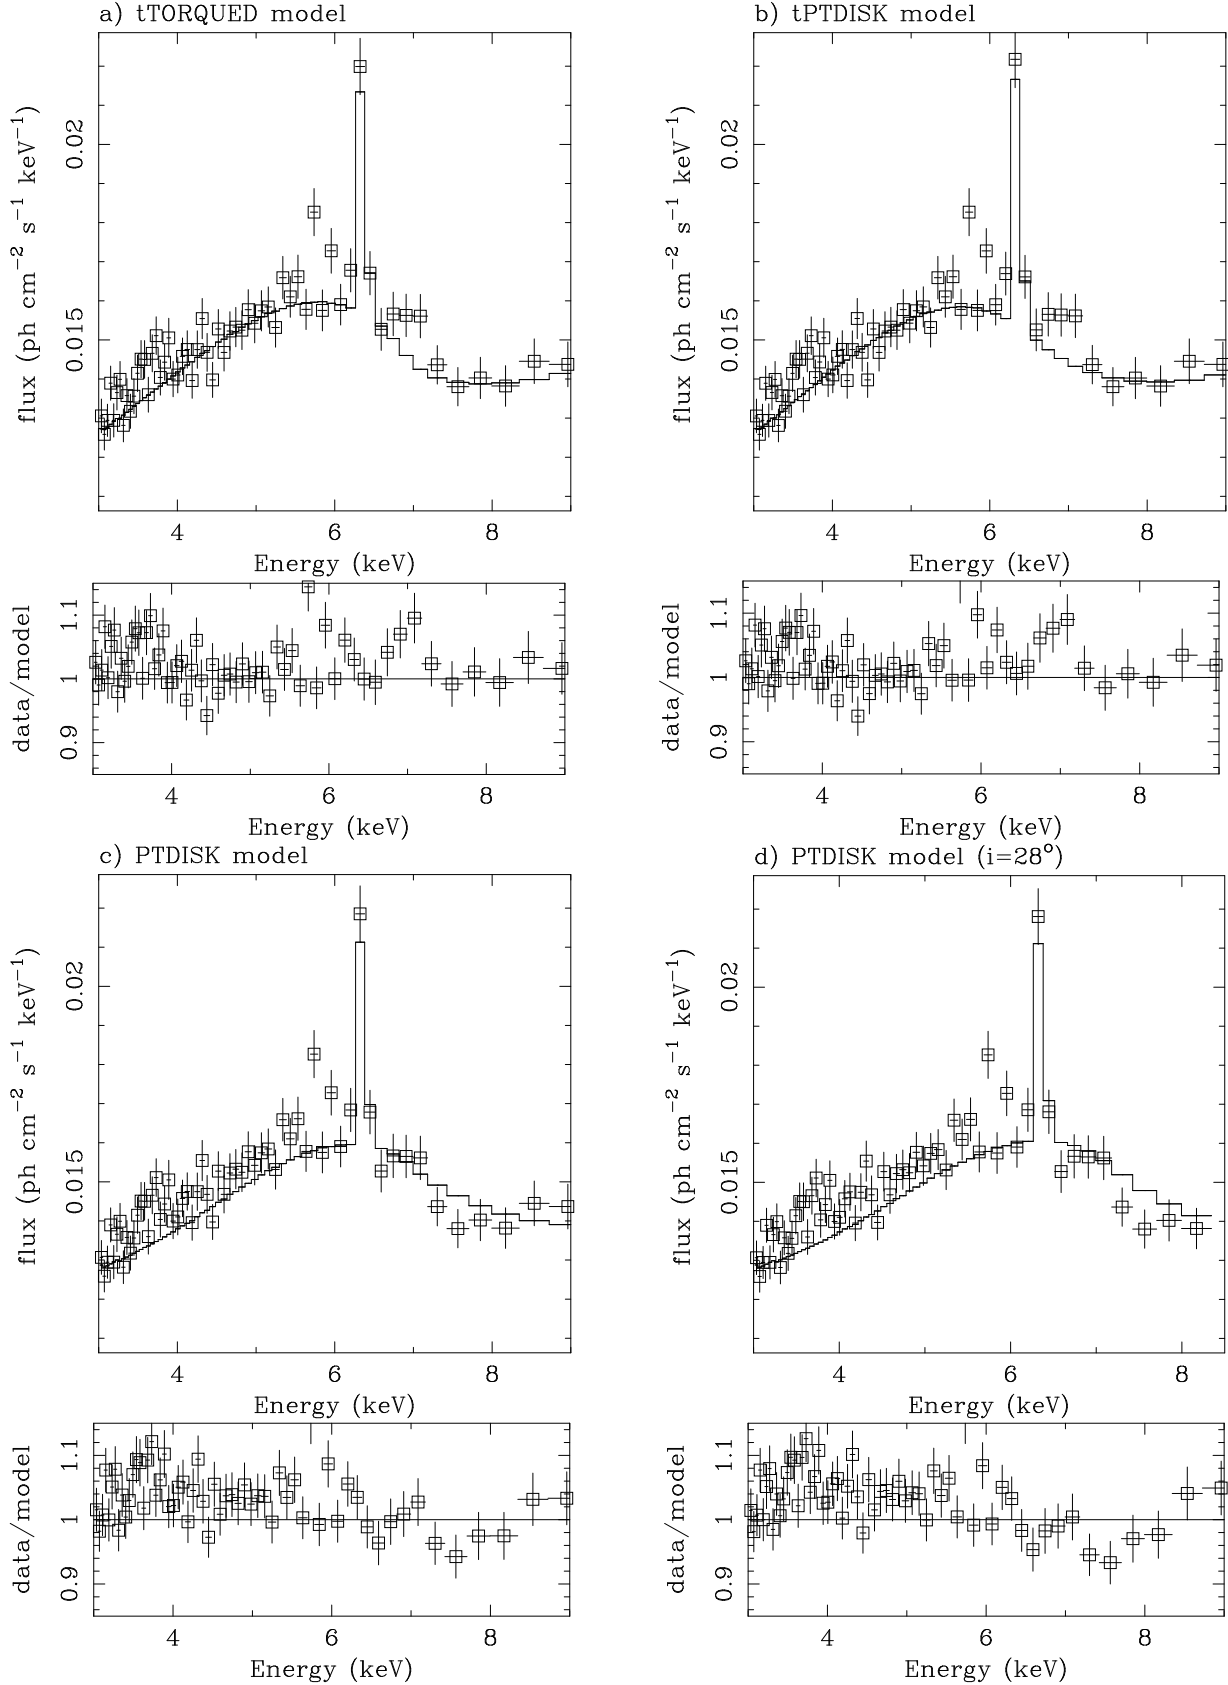 a) tTORQUED model
flux (ph cm⁻² s⁻¹ keV⁻¹)
0.02
0.015
4 6 8
Energy (keV)
data/model
1.1
1
0.9
4 6 8
Energy (keV)
b) tPTDISK model
flux (ph cm⁻² s⁻¹ keV⁻¹)
0.02
0.015
4 6 8
Energy (keV)
data/model
1.1
1
0.9
4 6 8
Energy (keV)
c) PTDISK model
flux (ph cm⁻² s⁻¹ keV⁻¹)
0.02
0.015
4 6 8
Energy (keV)
data/model
1.1
1
0.9
4 6 8
Energy (keV)
d) PTDISK model (i=28°)
flux (ph cm⁻² s⁻¹ keV⁻¹)
0.02
0.015
4 6 8
Energy (keV)
data/model
1.1
1
0.9
4 6 8
Energy (keV)